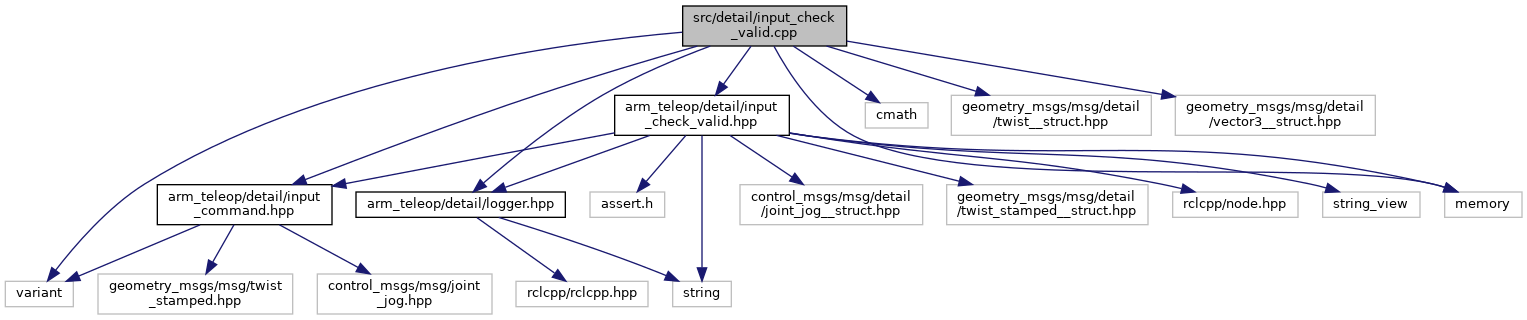 src/detail/input_check
_valid.cpp
arm_teleop/detail/input
_check_valid.hpp
cmath
geometry_msgs/msg/detail
/twist__struct.hpp
geometry_msgs/msg/detail
/vector3__struct.hpp
arm_teleop/detail/input
_command.hpp
arm_teleop/detail/logger.hpp
assert.h
control_msgs/msg/detail
/joint_jog__struct.hpp
geometry_msgs/msg/detail
/twist_stamped__struct.hpp
rclcpp/node.hpp
string_view
memory
variant
geometry_msgs/msg/twist
_stamped.hpp
control_msgs/msg/joint
_jog.hpp
rclcpp/rclcpp.hpp
string